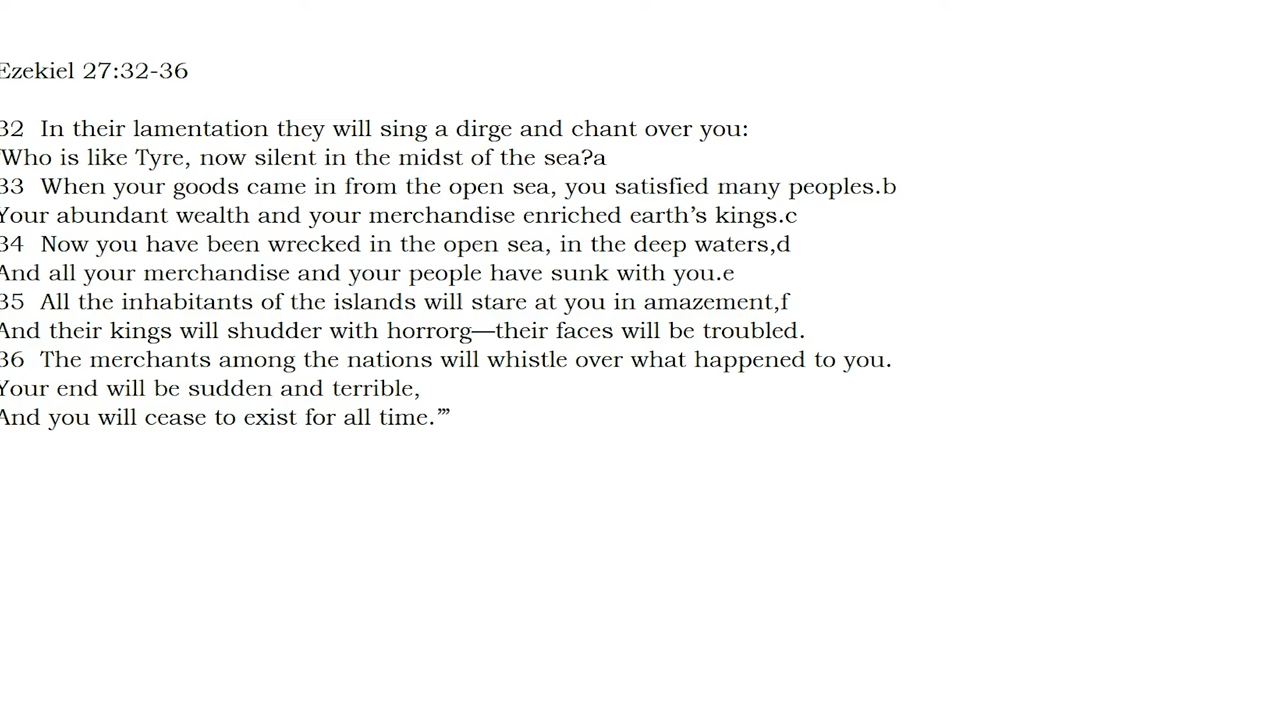 Ezekiel 27:32-36
32 In their lamentation they will sing a dirge and chant over you:
‘Who is like Tyre, now silent in the midst of the sea?a
33 When your goods came in from the open sea, you satisfied many peoples.b
Your abundant wealth and your merchandise enriched earth’s kings.c
34 Now you have been wrecked in the open sea, in the deep waters,d
And all your merchandise and your people have sunk with you.e
35 All the inhabitants of the islands will stare at you in amazement,f
And their kings will shudder with horrorg—their faces will be troubled.
36 The merchants among the nations will whistle over what happened to you.
Your end will be sudden and terrible,
And you will cease to exist for all time.’”